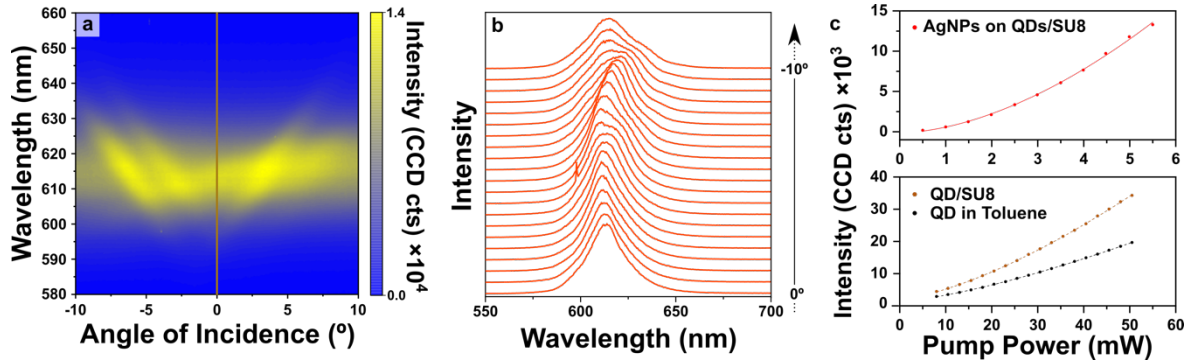 a
Wavelength (nm)
660
650
640
630
620
610
600
590
580
-10
-5
0
5
10
Angle of Incidence (º)
1.4
0.0
Intensity (CCD cts) ×10⁴
b
Intensity
-10º
0º
550
600
650
700
Wavelength (nm)
c
AgNPs on QDs/SU8
15
10
5
0
0
1
2
3
4
5
6
QD/SU8
QD in Toluene
40
30
20
10
0
0
10
20
30
40
50
60
Intensity (CCD cts) ×10³
Pump Power (mW)